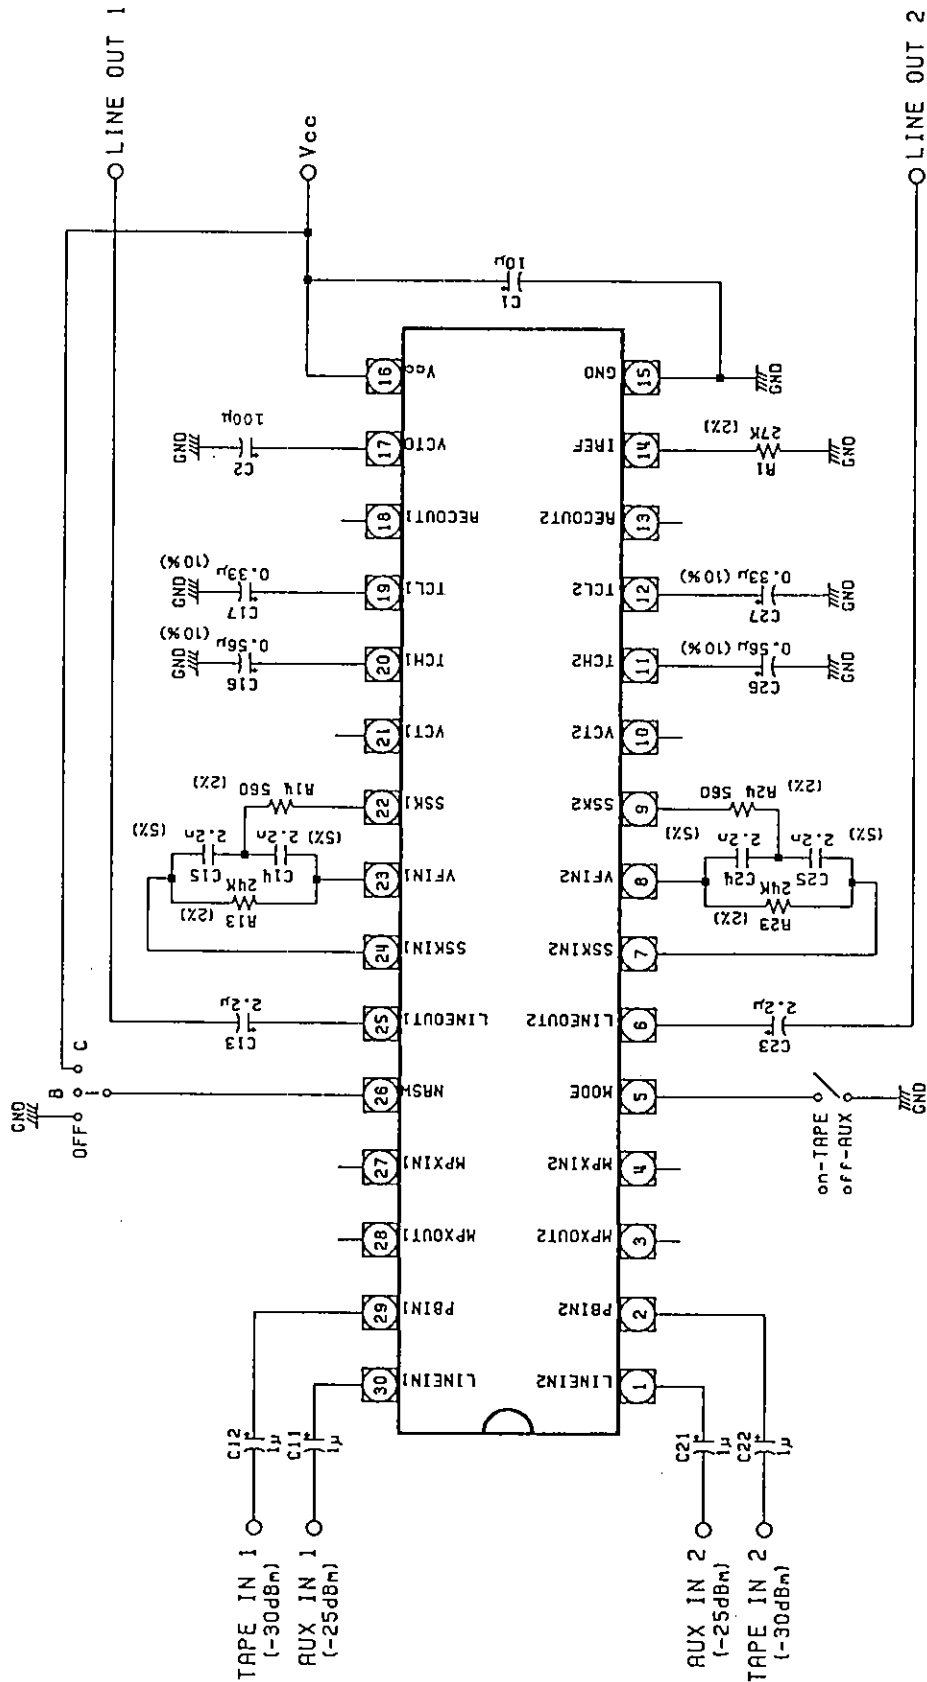 LINE OUT 1
Vcc
LINE OUT 2
10μ
C1
16
Vcc
GND
15
GND
GND
100μ
C2
17
VCTC
IREF
14
R1
27K
(2%)
GND
18
RECOUT1
RECOUT2
13
GND
0.33μ (10%)
C17
19
TCL1
TCL2
12
0.33μ (10%)
C27
GND
GND
0.56μ (10%)
C16
20
TCH1
TCH2
11
0.56μ (10%)
C26
GND
21
VCT1
VCT2
10
(2%)
R14 560
22
SSK1
SSK2
9
R24 560
(2%)
(5%)
2.2n
C15
(5%)
2.2n
C14
24K
R13
(2%)
23
VFIN1
VFIN2
8
(5%)
2.2n
C24
(5%)
2.2n
C25
24K
R23
(2%)
24
SSKIN1
SSKIN2
7
2.2μ
C13
25
LINEOUT1
LINEOUT2
6
2.2μ
C23
GND
OFF
B
C
26
NRSW
MODE
5
on-TAPE
off-AUX
GND
27
MPXIN1
MPXIN2
4
28
MPXOUT1
MPXOUT2
3
29
PBIN1
PBIN2
2
30
LINEIN1
LINEIN2
1
C12
1μ
C11
1μ
C21
1μ
C22
1μ
TAPE IN 1
(-30dBm)
AUX IN 1
(-25dBm)
AUX IN 2
(-25dBm)
TAPE IN 2
(-30dBm)